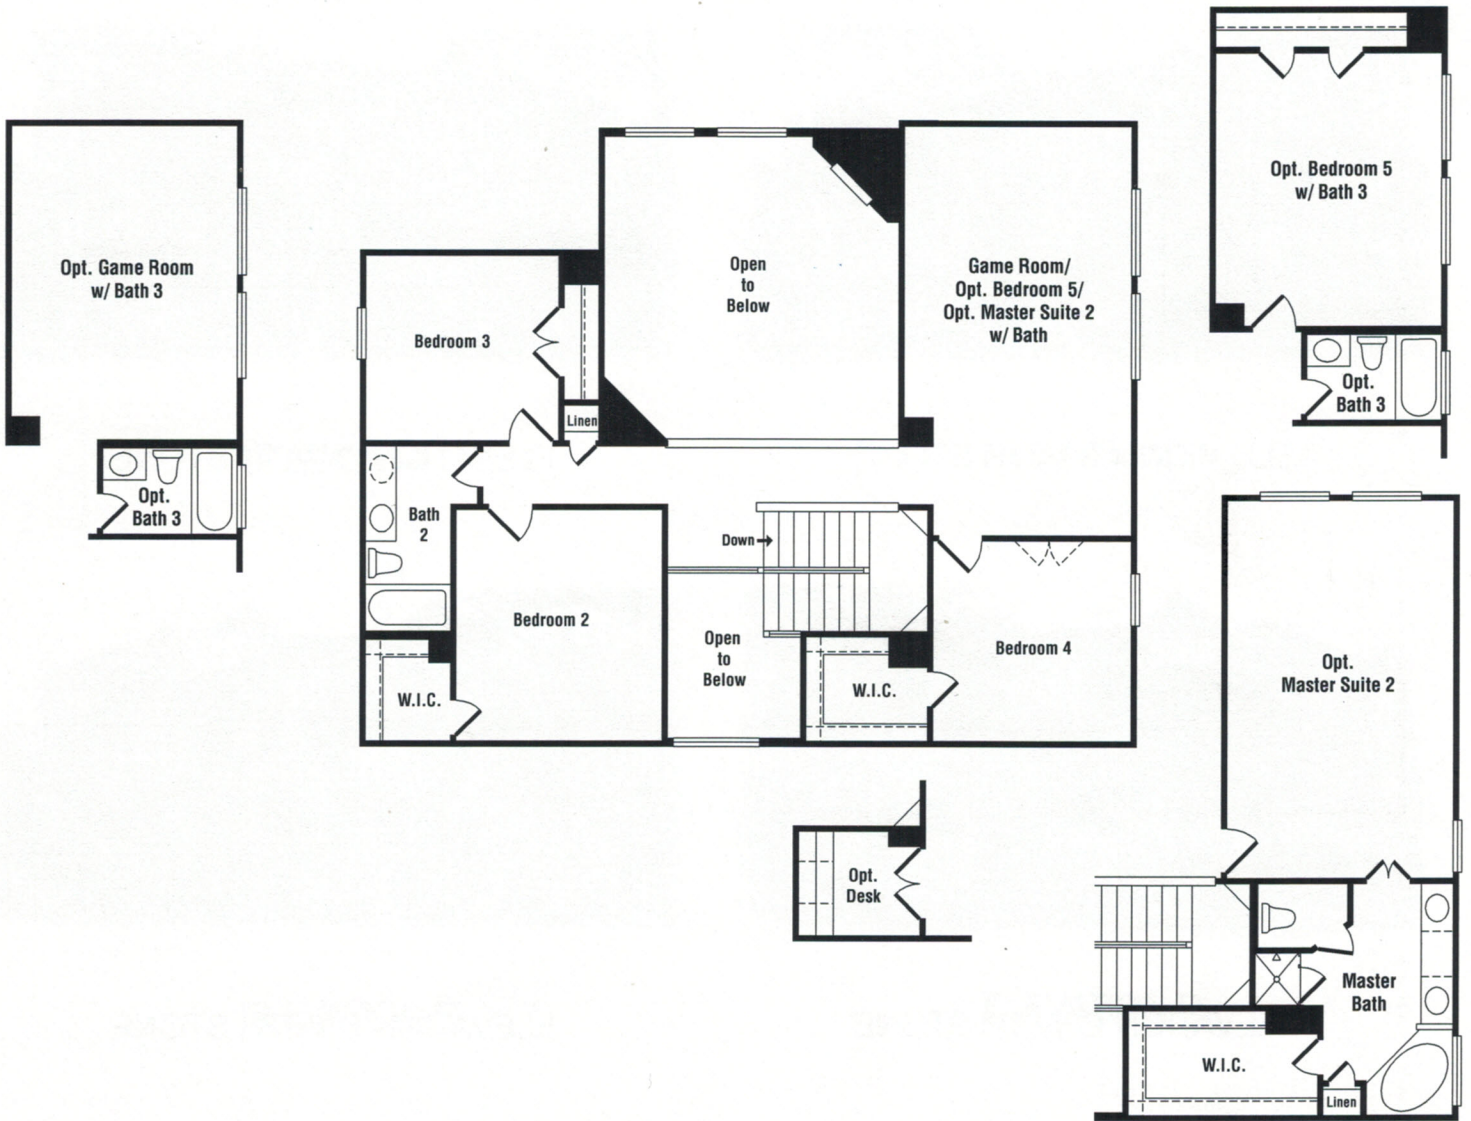 Opt. Game Room
w/ Bath 3
Opt.
Bath 3
Bedroom 3
Linen
Bath
2
Bedroom 2
W.I.C.
Open
to
Below
Down
Open
to
Below
W.I.C.
Game Room/
Opt. Bedroom 5/
Opt. Master Suite 2
w/ Bath
Bedroom 4
Opt.
Desk
Opt. Bedroom 5
w/ Bath 3
Opt.
Bath 3
Opt.
Master Suite 2
Master
Bath
W.I.C.
Linen